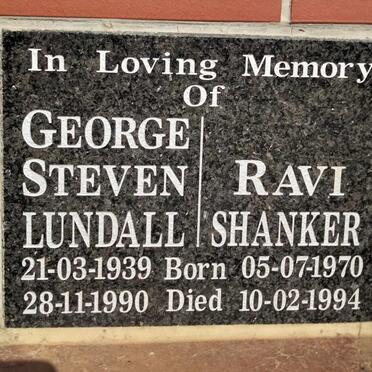 In Loving Memory
Of
GEORGE
STEVEN RAVI
LUNDALL SHANKER
21-03-1939 Born 05-07-1970
28-11-1990 Died 10-02-1994